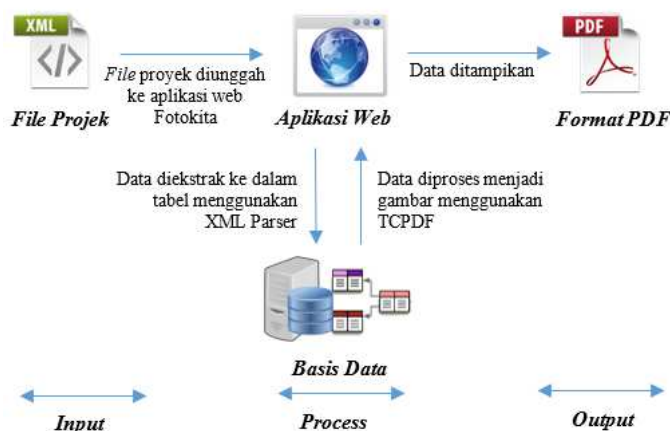 XML
PDF
File proyek diunggah
ke aplikasi web
Fotokita
Data ditampikan
File Projek
Aplikasi Web
Format PDF
Data diekstrak ke dalam
tabel menggunakan
XML Parser
Data diproses menjadi
gambar menggunakan
TCPDF
Basis Data
Input
Process
Output